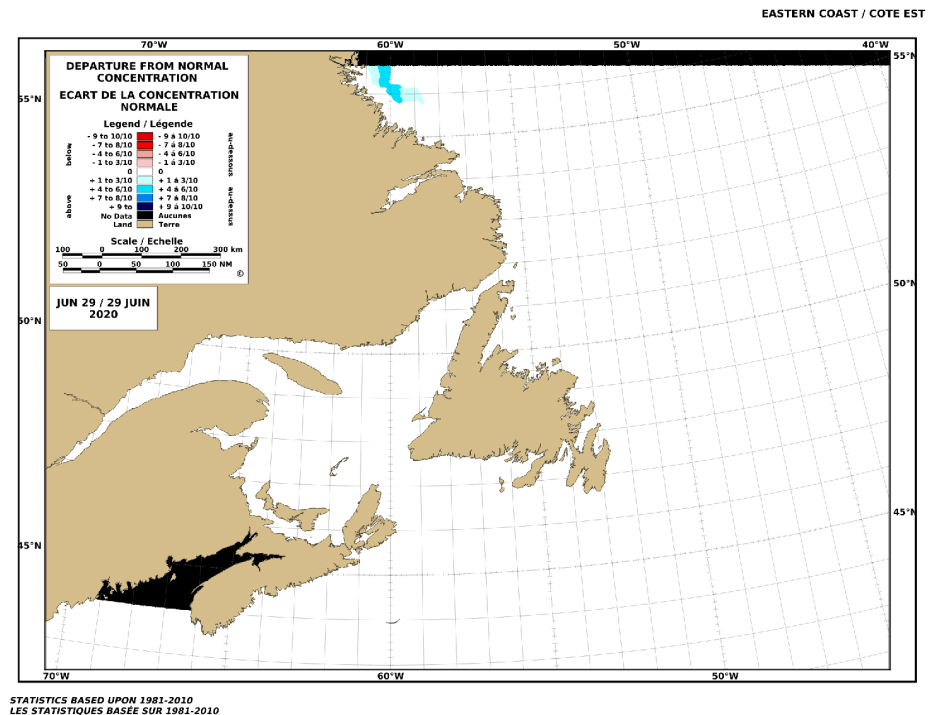 EASTERN COAST / COTE EST
70°W 60°W 50°W 40°W
55°N
DEPARTURE FROM NORMAL
CONCENTRATION
ECART DE LA CONCENTRATION
NORMALE
Legend / Légende
below
au-dessous
- 9 to 10/10 - 9 á 10/10
- 7 to 8/10 - 7 á 8/10
- 4 to 6/10 - 4 á 6/10
- 1 to 3/10 - 1 á 3/10
0 0
above
au-dessus
+ 1 to 3/10 + 1 á 3/10
+ 4 to 6/10 + 4 á 6/10
+ 7 to 8/10 + 7 á 8/10
+ 9 to + 9 á 10/10
No Data Aucunes
Land Terre
Scale / Echelle
100 0 100 200 300 km
50 0 50 100 150 NM
©
55°N
50°N
JUN 29 / 29 JUIN
2020
50°N
45°N
45°N
70°W 60°W 50°W
STATISTICS BASED UPON 1981-2010
LES STATISTIQUES BASÉE SUR 1981-2010